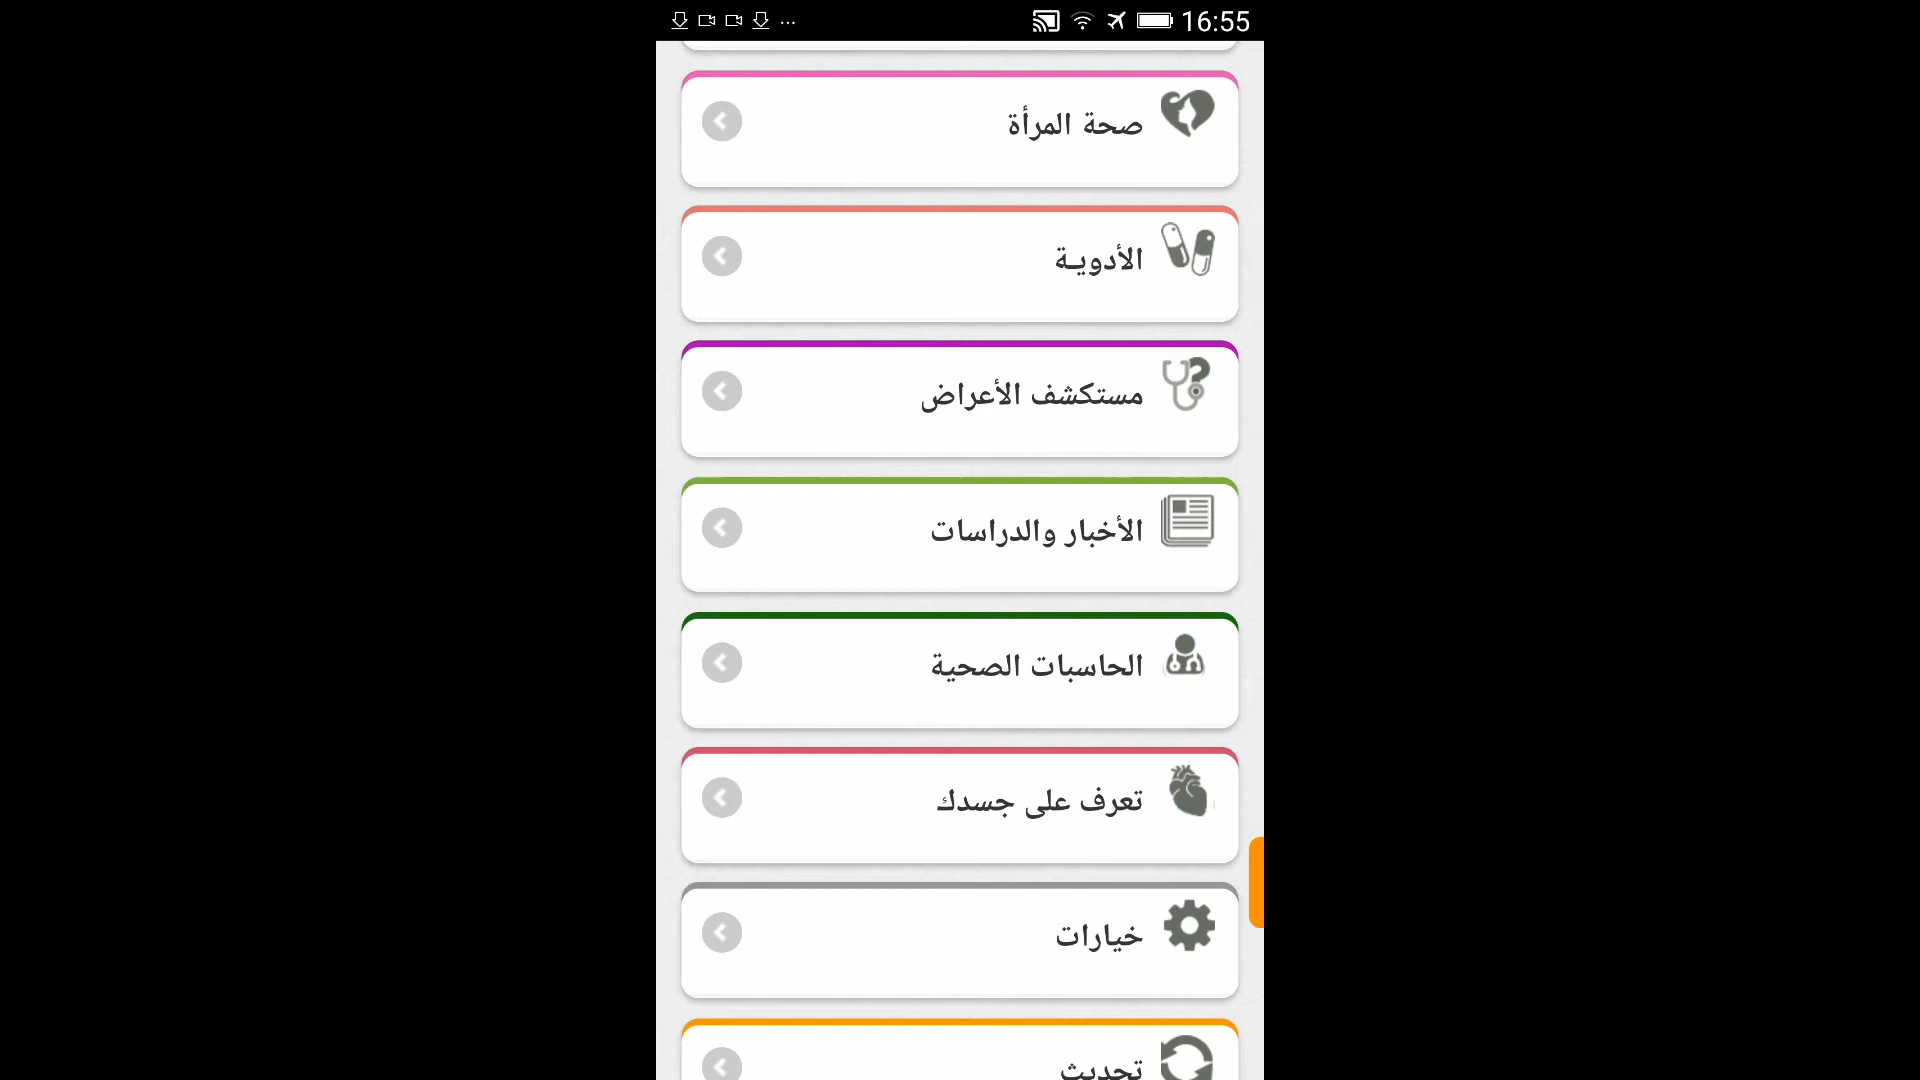 ... 16:55
صحة المرأة
الأدويـة
مستكشف الأعراض
الأخبار والدراسات
الحاسبات الصحية
تعرف على جسدك
خيارات
تحديث